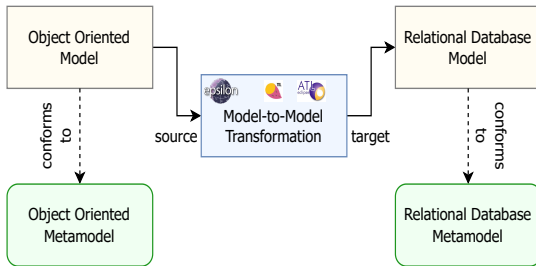 Object Oriented
Model
Relational Database
Model
epsilon
ATL
eclipse
Model-to-Model
Transformation
source
target
conforms
to
conforms
to
Object Oriented
Metamodel
Relational Database
Metamodel